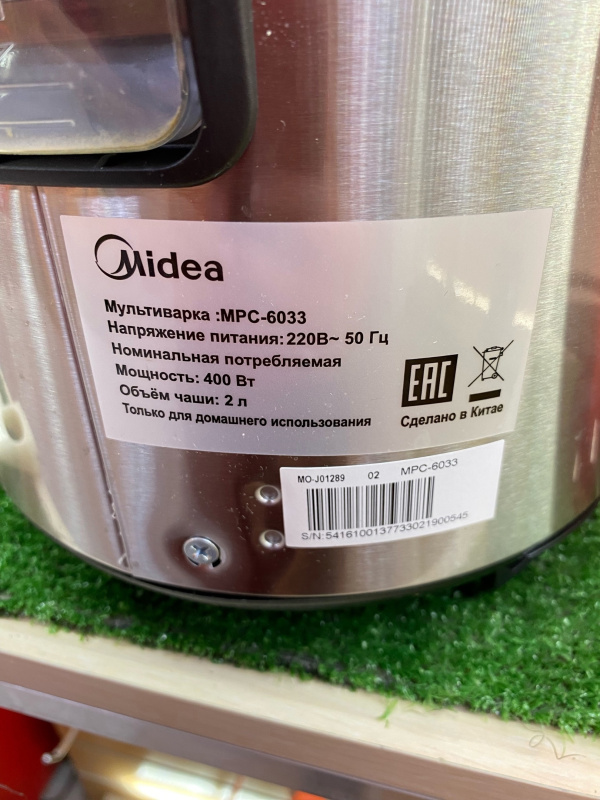 Midea
Мультиварка :MPC-6033
Напряжение питания: 220В~ 50 Гц
Номинальная потребляемая
Мощность: 400 Вт
Объём чаши: 2 л
Только для домашнего использования
EAC
Сделано в Китае
MO-J01289 02 MPC-6033
S/N:5416100137733021900545